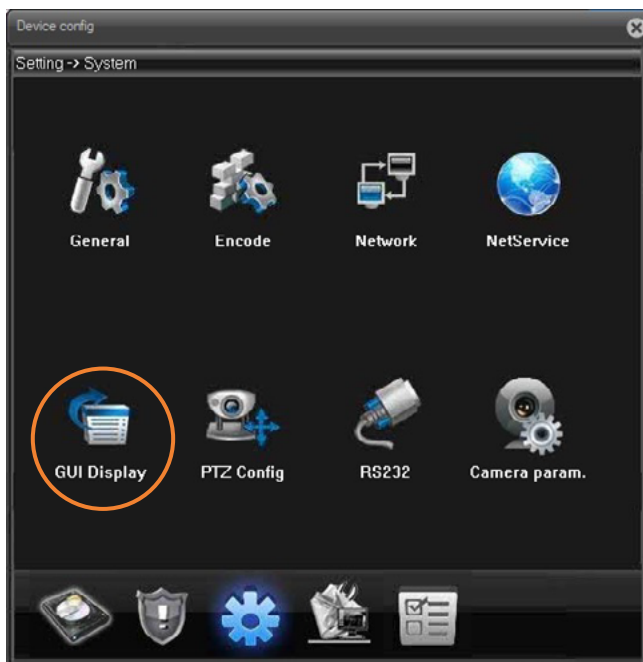 Device config
Setting -> System
General Encode Network NetService
GUI Display PTZ Config RS232 Camera param.